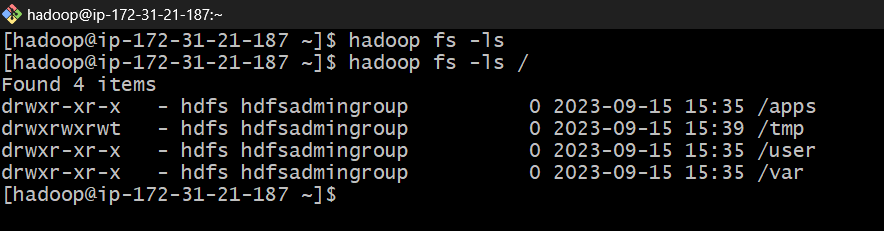 hadoop@ip-172-31-21-187:~
[hadoop@ip-172-31-21-187 ~]$ hadoop fs -ls
[hadoop@ip-172-31-21-187 ~]$ hadoop fs -ls /
Found 4 items
drwxr-xr-x   - hdfs hdfsadmingroup          0 2023-09-15 15:35 /apps
drwxrwxrwt   - hdfs hdfsadmingroup          0 2023-09-15 15:39 /tmp
drwxr-xr-x   - hdfs hdfsadmingroup          0 2023-09-15 15:35 /user
drwxr-xr-x   - hdfs hdfsadmingroup          0 2023-09-15 15:35 /var
[hadoop@ip-172-31-21-187 ~]$